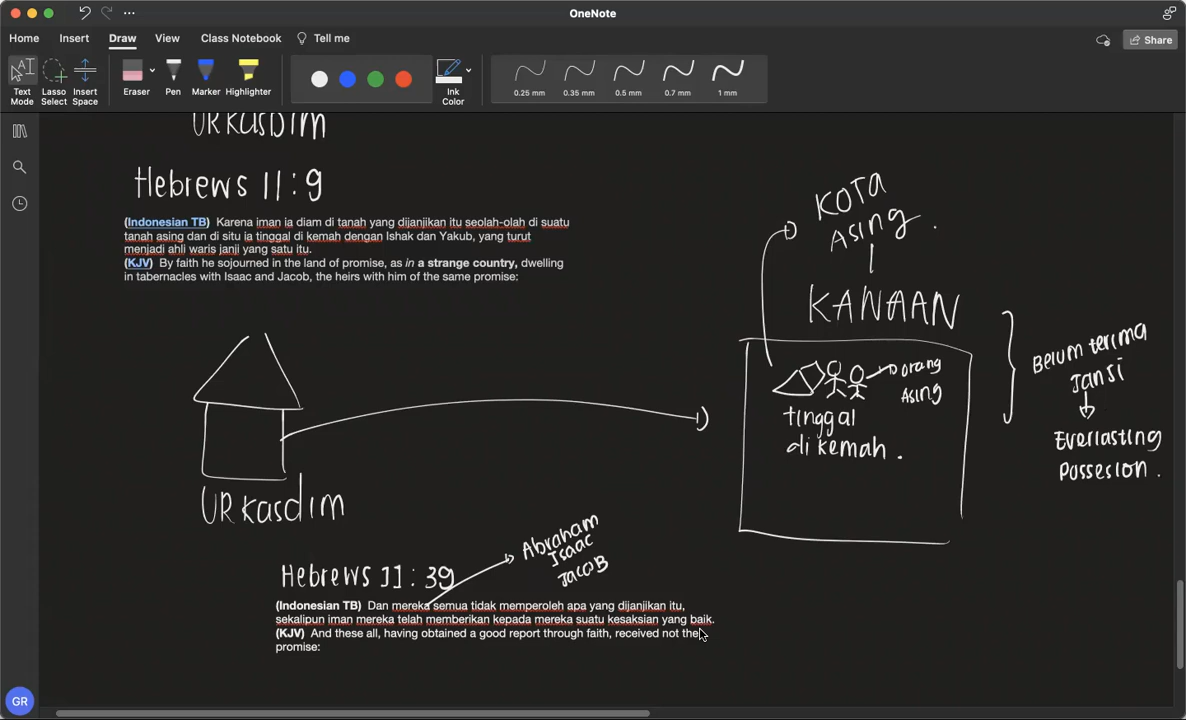 OneNote
Home Insert Draw View Class Notebook Tell me
Share
Text Mode
Lasso Select
Insert Space
Eraser
Pen
Marker
Highlighter
Ink Color
0.25 mm 0.35 mm 0.5 mm 0.7 mm 1 mm
URkasDim
Hebrews 11:9
(Indonesian TB) Karena iman ia diam di tanah yang dijanjikan itu seolah-olah di suatu
tanah asing dan di situ ia tinggal di kemah dengan Ishak dan Yakub, yang turut
menjadi ahli waris janji yang satu itu.
(KJV) By faith he sojourned in the land of promise, as in a strange country, dwelling
in tabernacles with Isaac and Jacob, the heirs with him of the same promise:
KOTA
Asing.
KANAAN
orang
Asing
tinggal
di kemah.
Belum terima
Janji
Everlasting
Possesion.
URkasdim
Hebrews 11:39
Abraham
Isaac
JacoB
(Indonesian TB) Dan mereka semua tidak memperoleh apa yang dijanjikan itu,
sekalipun iman mereka telah memberikan kepada mereka suatu kesaksian yang baik.
(KJV) And these all, having obtained a good report through faith, received not the
promise:
GR